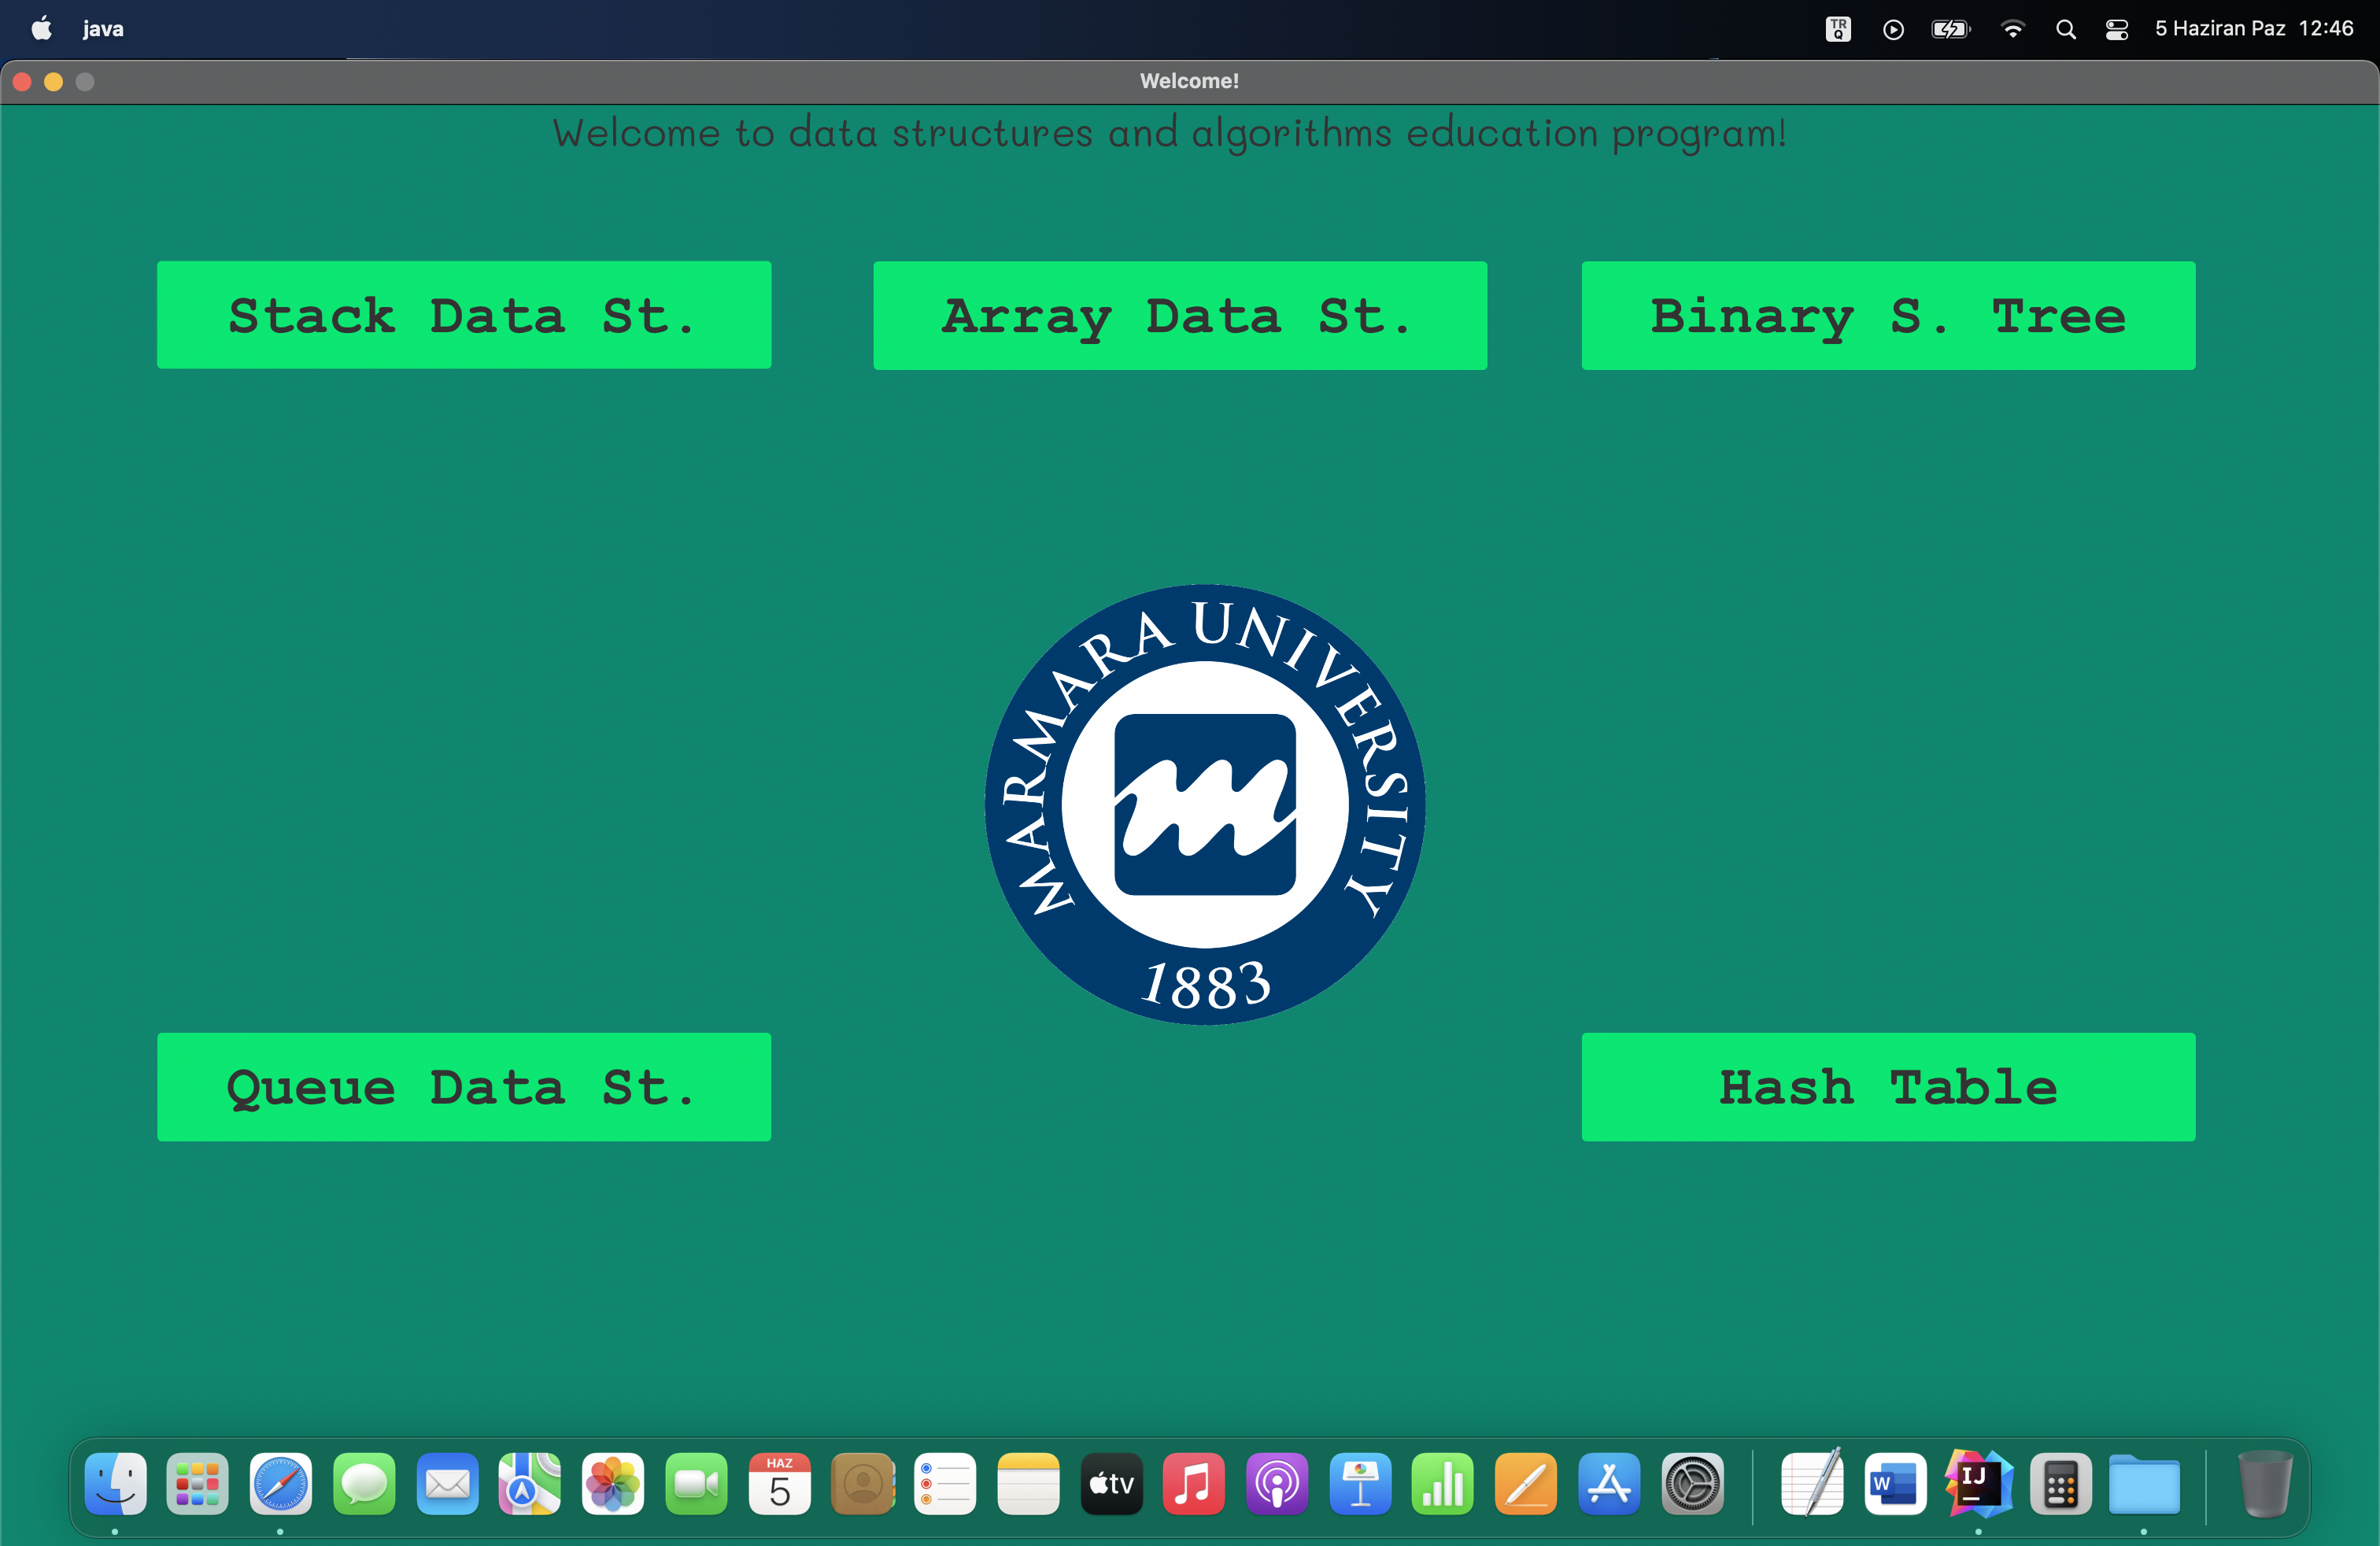 java
TR
Q
5 Haziran Paz 12:46
Welcome!
Welcome to data structures and algorithms education program!
Stack Data St.
Array Data St.
Binary S. Tree
MARMARA UNIVERSITY
1883
Queue Data St.
Hash Table
HAZ
5
tv
W
IJ